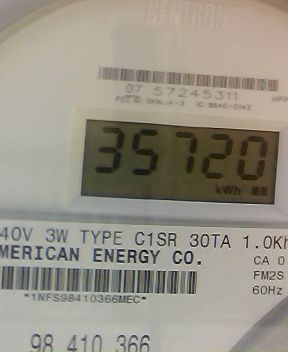 CENTRON
07 57245311
35720
kWh
40V 3W TYPE C1SR 30TA 1.0Kh
MERICAN ENERGY CO.
CA 0
FM2S
60Hz
*1NFS98410366MEC*
98 410 366